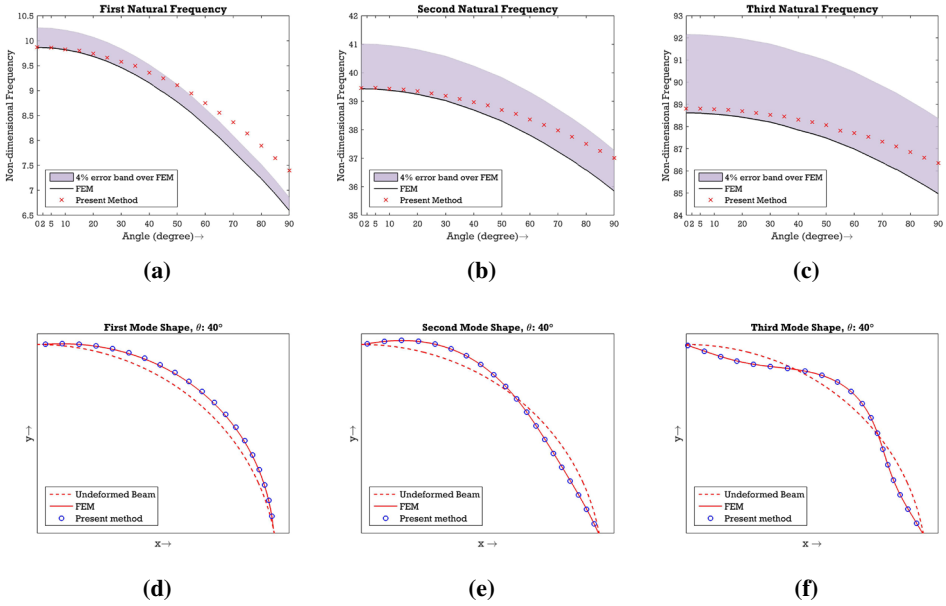 First Natural Frequency
10.5
10
9.5
9
8.5
8
7.5
7
6.5
Non-dimensional Frequency
4% error band over FEM
FEM
Present Method
0 2 5 10 20 30 40 50 60 70 80 90
Angle (degree)→
(a)
Second Natural Frequency
42
41
40
39
38
37
36
35
Non-dimensional Frequency
4% error band over FEM
FEM
Present Method
0 2 5 10 20 30 40 50 60 70 80 90
Angle (degree)→
(b)
Third Natural Frequency
93
92
91
90
89
88
87
86
85
84
Non-dimensional Frequency
4% error band over FEM
FEM
Present Method
0 2 5 10 20 30 40 50 60 70 80 90
Angle (degree)→
(c)
First Mode Shape, θ: 40°
y→
Undeformed Beam
FEM
Present method
x→
(d)
Second Mode Shape, θ: 40°
y→
Undeformed Beam
FEM
Present method
x→
(e)
Third Mode Shape, θ: 40°
y→
Undeformed Beam
FEM
Present method
x→
(f)